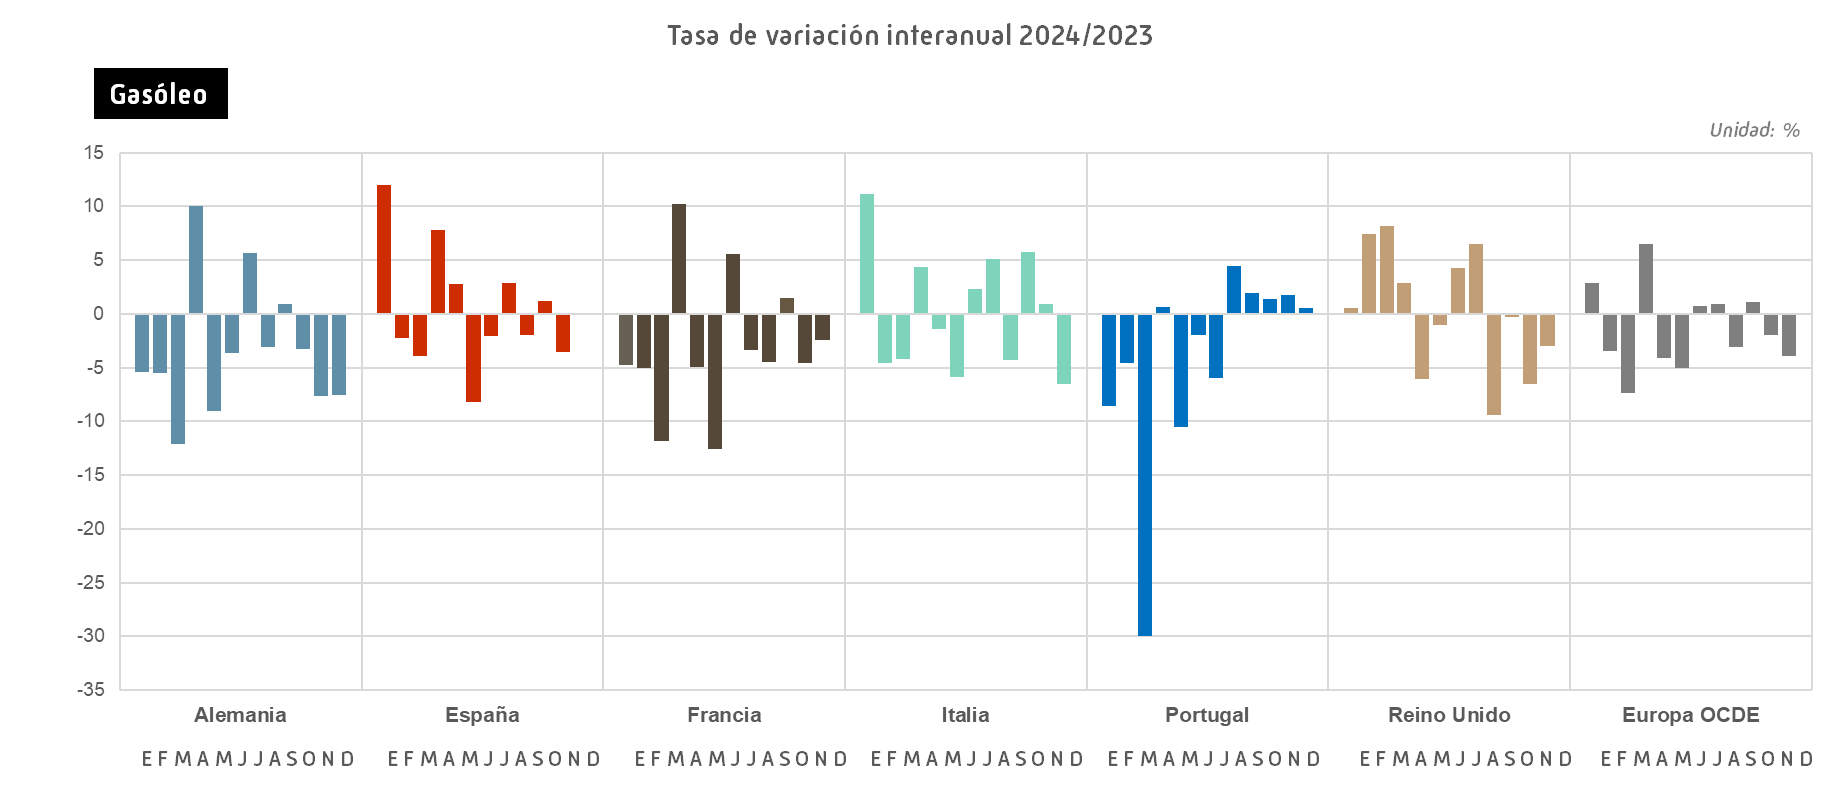 Tasa de variación interanual 2024/2023
Gasóleo
Unidad: %
15
10
5
0
-5
-10
-15
-20
-25
-30
-35
Alemania España Francia Italia Portugal Reino Unido Europa OCDE
E F M A M J J A S O N D E F M A M J J A S O N D E F M A M J J A S O N D E F M A M J J A S O N D E F M A M J J A S O N D E F M A M J J A S O N D E F M A M J J A S O N D